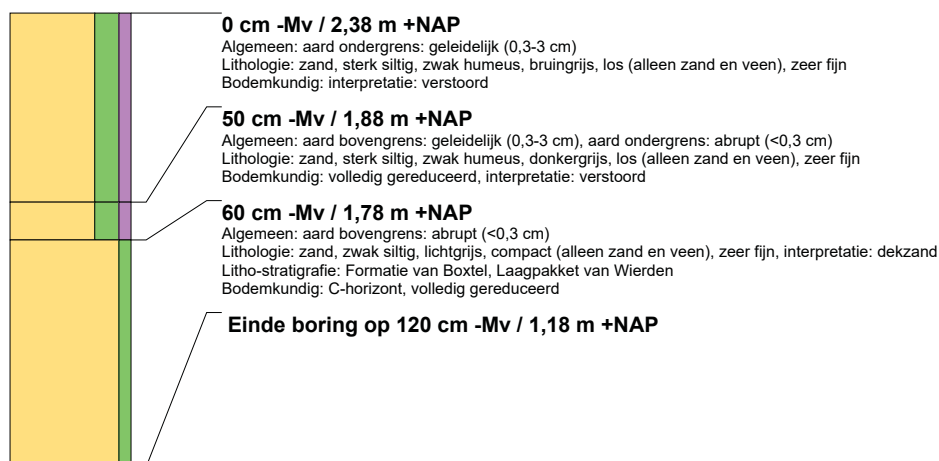 0 cm -Mv / 2,38 m +NAP
Algemeen: aard ondergrens: geleidelijk (0,3-3 cm)
Lithologie: zand, sterk siltig, zwak humeus, bruingrijs, los (alleen zand en veen), zeer fijn
Bodemkundig: interpretatie: verstoord
50 cm -Mv / 1,88 m +NAP
Algemeen: aard bovengrens: geleidelijk (0,3-3 cm), aard ondergrens: abrupt (<0,3 cm)
Lithologie: zand, sterk siltig, zwak humeus, donkergrijs, los (alleen zand en veen), zeer fijn
Bodemkundig: volledig gereduceerd, interpretatie: verstoord
60 cm -Mv / 1,78 m +NAP
Algemeen: aard bovengrens: abrupt (<0,3 cm)
Lithologie: zand, zwak siltig, lichtgrijs, compact (alleen zand en veen), zeer fijn, interpretatie: dekzand
Litho-stratigrafie: Formatie van Boxtel, Laagpakket van Wierden
Bodemkundig: C-horizont, volledig gereduceerd
Einde boring op 120 cm -Mv / 1,18 m +NAP